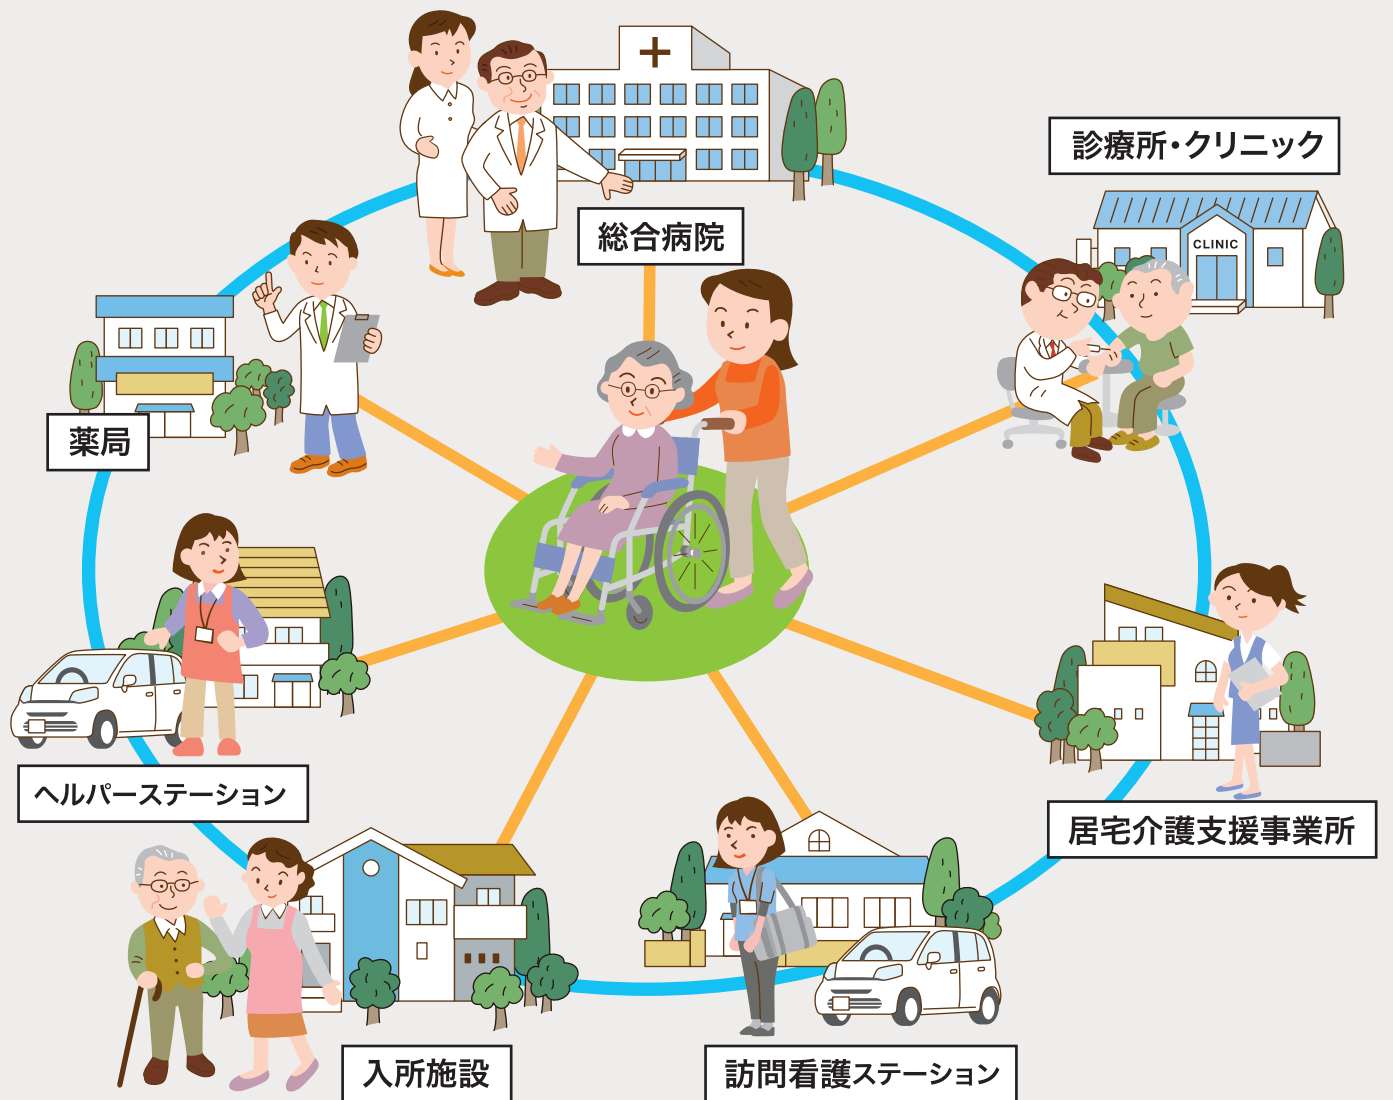 総合病院
診療所・クリニック
CLINIC
薬局
ヘルパーステーション
居宅介護支援事業所
入所施設
訪問看護ステーション